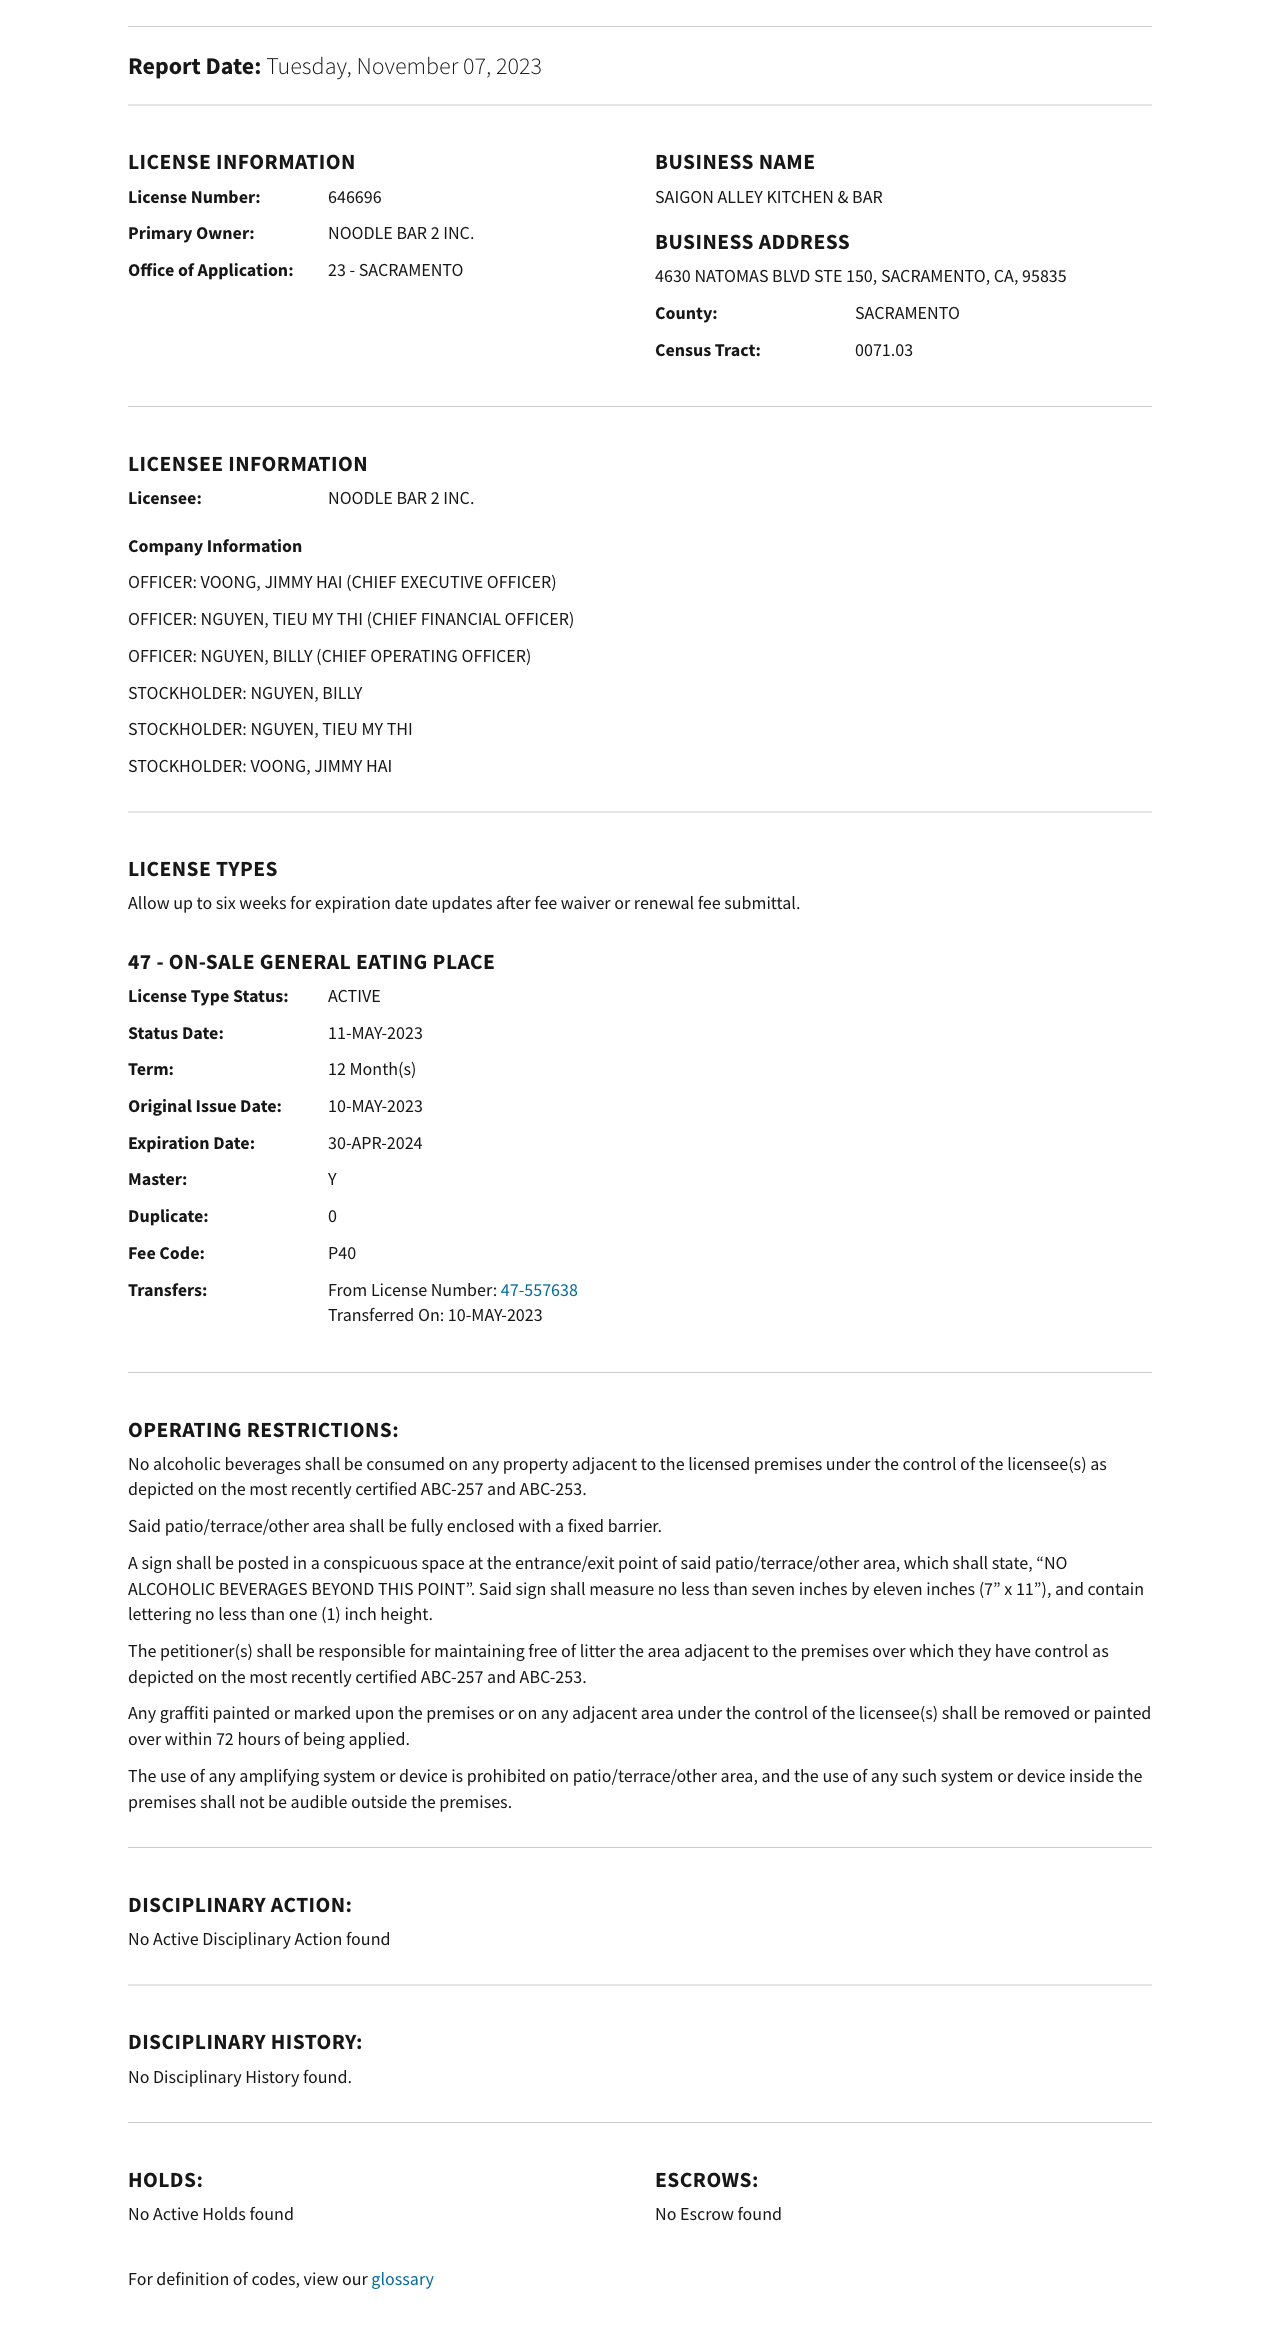 Report Date: Tuesday, November 07, 2023
LICENSE INFORMATION
License Number: 646696
Primary Owner: NOODLE BAR 2 INC.
Office of Application: 23 - SACRAMENTO
BUSINESS NAME
SAIGON ALLEY KITCHEN & BAR
BUSINESS ADDRESS
4630 NATOMAS BLVD STE 150, SACRAMENTO, CA, 95835
County: SACRAMENTO
Census Tract: 0071.03
LICENSEE INFORMATION
Licensee: NOODLE BAR 2 INC.
Company Information
OFFICER: VOONG, JIMMY HAI (CHIEF EXECUTIVE OFFICER)
OFFICER: NGUYEN, TIEU MY THI (CHIEF FINANCIAL OFFICER)
OFFICER: NGUYEN, BILLY (CHIEF OPERATING OFFICER)
STOCKHOLDER: NGUYEN, BILLY
STOCKHOLDER: NGUYEN, TIEU MY THI
STOCKHOLDER: VOONG, JIMMY HAI
LICENSE TYPES
Allow up to six weeks for expiration date updates after fee waiver or renewal fee submittal.
47 - ON-SALE GENERAL EATING PLACE
License Type Status: ACTIVE
Status Date: 11-MAY-2023
Term: 12 Month(s)
Original Issue Date: 10-MAY-2023
Expiration Date: 30-APR-2024
Master: Y
Duplicate: 0
Fee Code: P40
Transfers: From License Number: 47-557638
Transferred On: 10-MAY-2023
OPERATING RESTRICTIONS:
No alcoholic beverages shall be consumed on any property adjacent to the licensed premises under the control of the licensee(s) as
depicted on the most recently certified ABC-257 and ABC-253.
Said patio/terrace/other area shall be fully enclosed with a fixed barrier.
A sign shall be posted in a conspicuous space at the entrance/exit point of said patio/terrace/other area, which shall state, “NO
ALCOHOLIC BEVERAGES BEYOND THIS POINT”. Said sign shall measure no less than seven inches by eleven inches (7” x 11”), and contain
lettering no less than one (1) inch height.
The petitioner(s) shall be responsible for maintaining free of litter the area adjacent to the premises over which they have control as
depicted on the most recently certified ABC-257 and ABC-253.
Any graffiti painted or marked upon the premises or on any adjacent area under the control of the licensee(s) shall be removed or painted
over within 72 hours of being applied.
The use of any amplifying system or device is prohibited on patio/terrace/other area, and the use of any such system or device inside the
premises shall not be audible outside the premises.
DISCIPLINARY ACTION:
No Active Disciplinary Action found
DISCIPLINARY HISTORY:
No Disciplinary History found.
HOLDS:
No Active Holds found
ESCROWS:
No Escrow found
For definition of codes, view our glossary